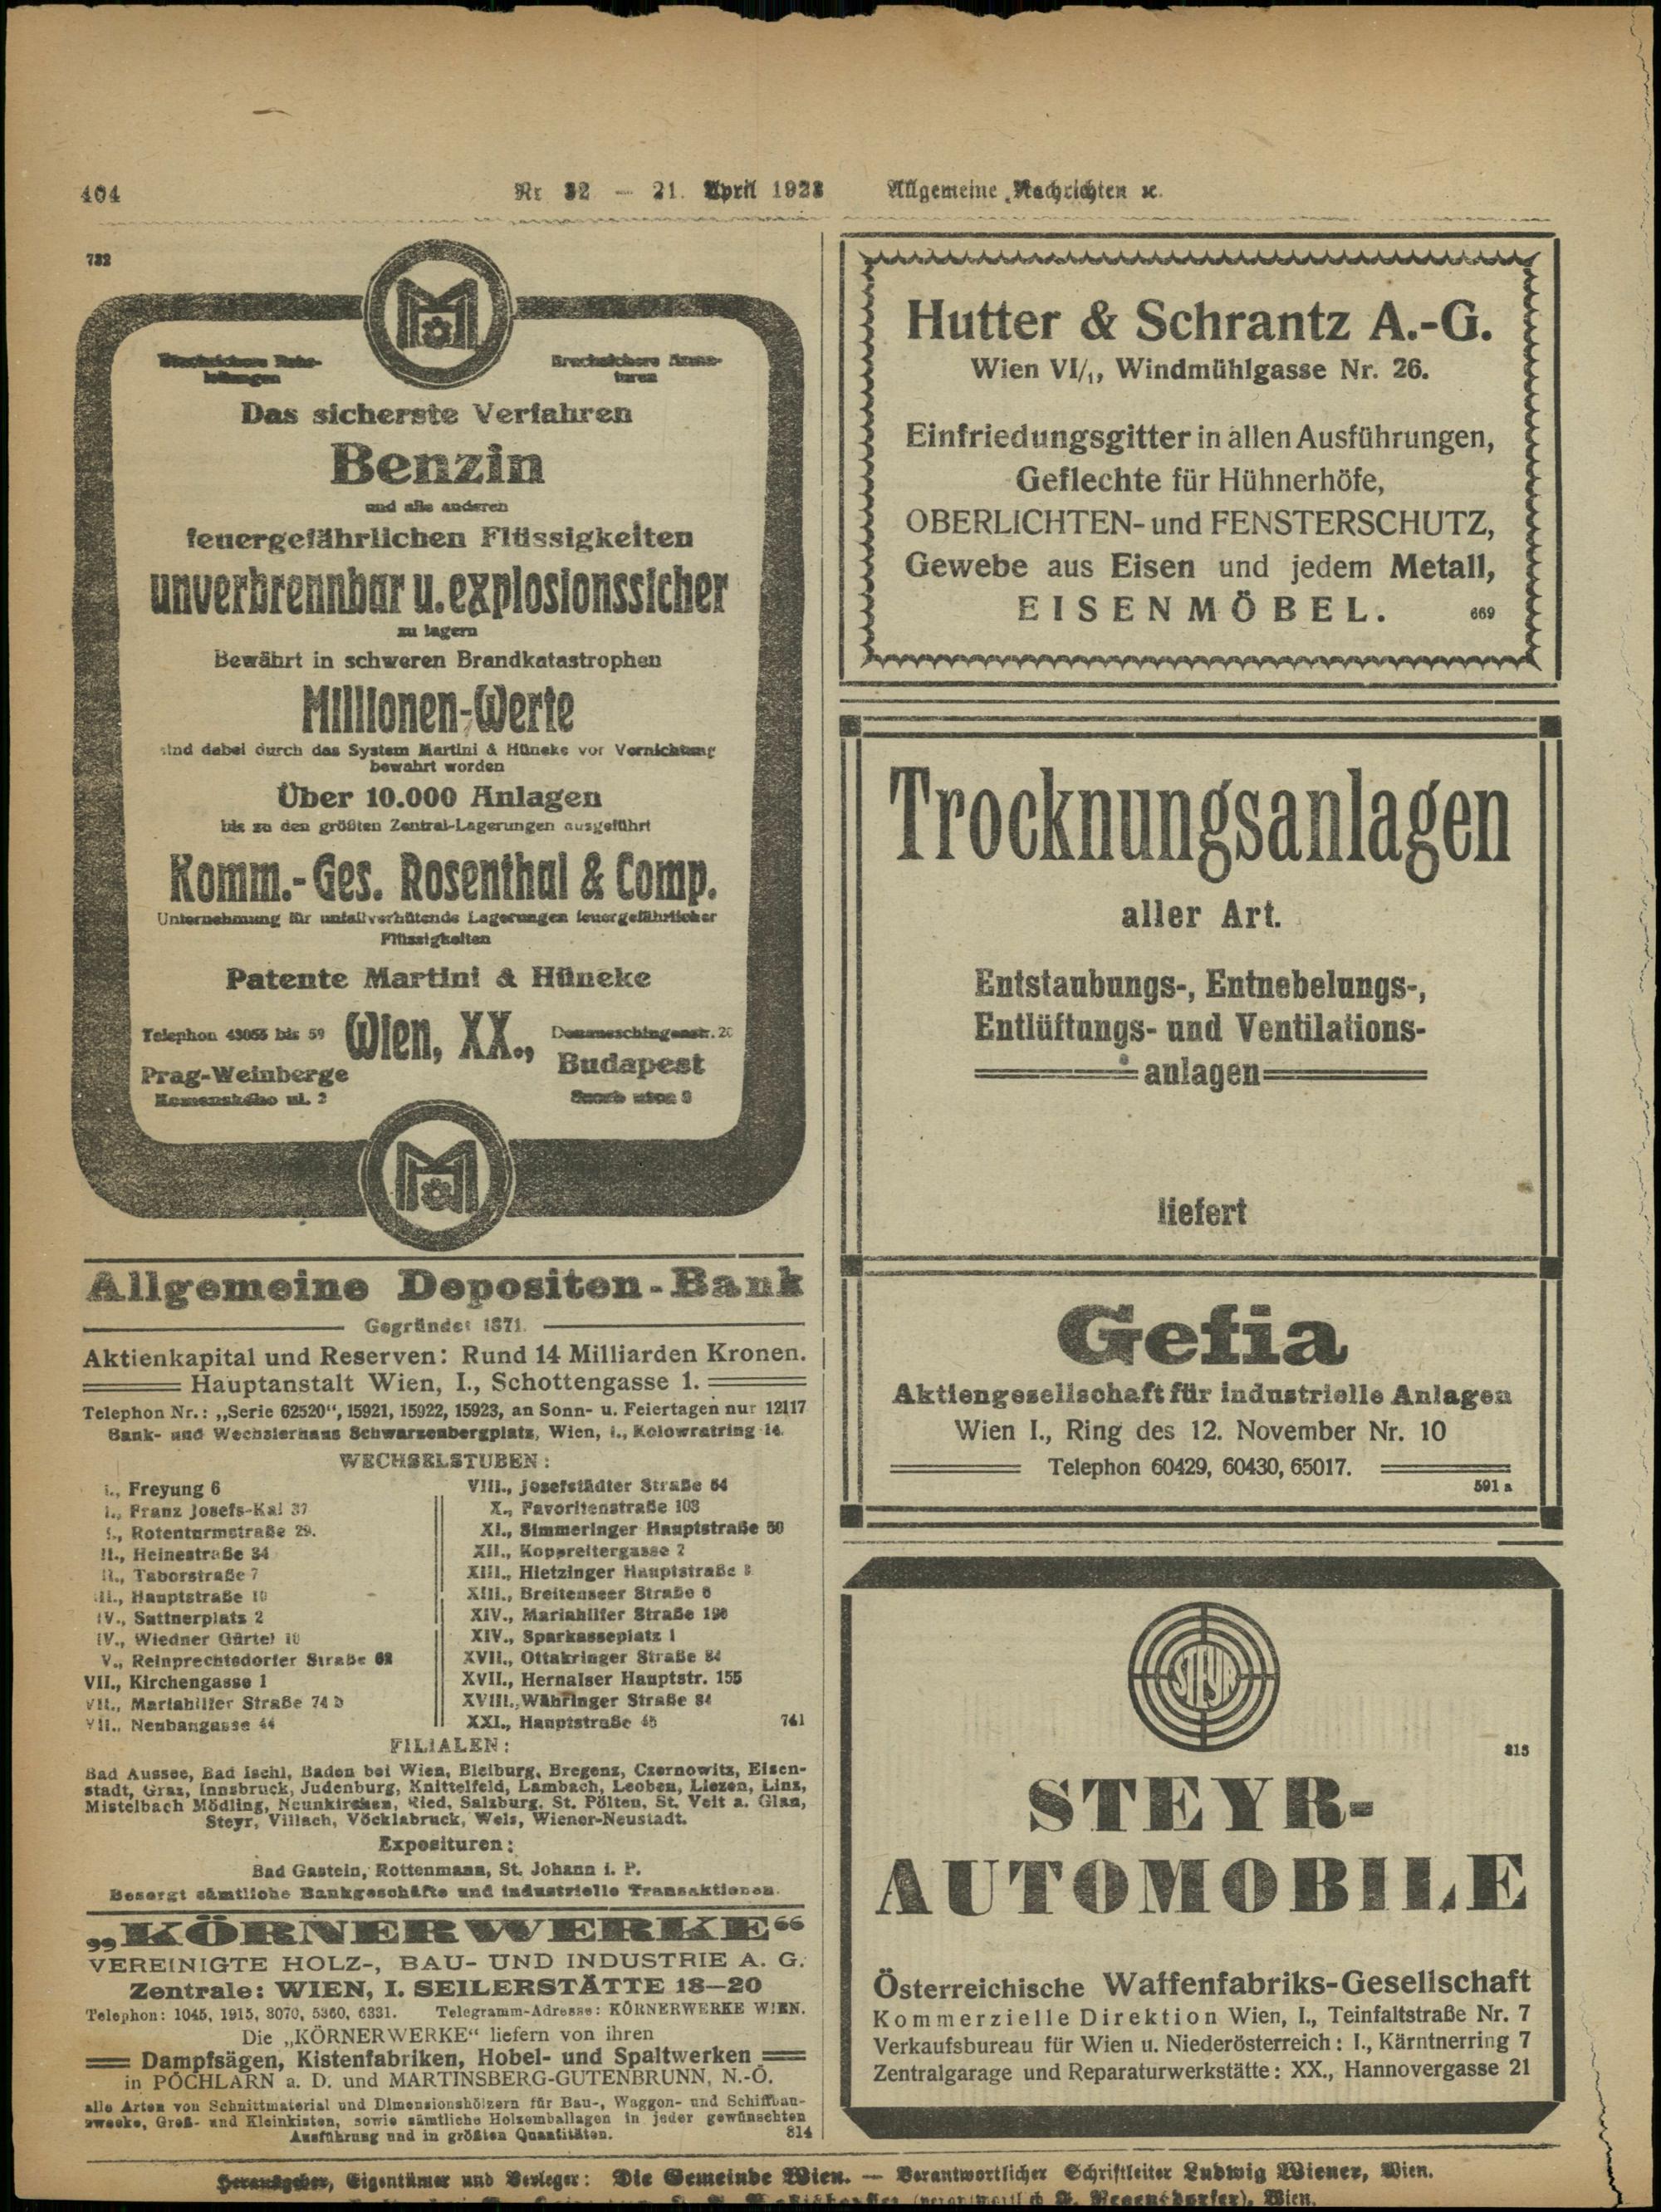 404
Nr 32 — 21. April 1923 Allgemeine Nachrichten ꝛc.
732
Bruchsichere Rohrleitungen
Bruchsichere Armaturen
Das sicherste Verfahren
Benzin
und alle anderen
feuergefährlichen Flüssigkeiten
unverbrennbar u. explosionssicher
zu lagern
Bewährt in schweren Brandkatastrophen
Millionen-Werte
sind dabei durch das System Martini & Hüneke vor Vernichtung
bewahrt worden
Über 10.000 Anlagen
bis zu den größten Zentral-Lagerungen ausgeführt
Komm.-Ges. Rosenthal & Comp.
Unternehmung für unfallverhütende Lagerungen feuergefährlicher
Flüssigkeiten
Patente Martini & Hüneke
Telephon 43055 bis 59 Wien, XX., Donaueschingenstr. 20
Prag-Weinberge Budapest
ul. 2 utca 9
Allgemeine Depositen-Bank
Gegründet 1871.
Aktienkapital und Reserven: Rund 14 Milliarden Kronen.
Hauptanstalt Wien, I., Schottengasse 1.
Telephon Nr.: „Serie 62520“, 15921, 15922, 15923, an Sonn- u. Feiertagen nur 12117
Bank- und Wechslerhaus Schwarzenbergplatz, Wien, I., Kolowratring 14.
WECHSELSTUBEN:
I., Freyung 6
I., Franz Josefs-Kai 37
I., Rotenturmstraße 29.
II., Heinestraße 34
II., Taborstraße 7
III., Hauptstraße 10
IV., Suttnerplatz 2
IV., Wiedner Gürtel 10
V., Reinprechtsdorfer Straße 62
VII., Kirchengasse 1
VII., Mariahilfer Straße 74 b
VII., Neubaugasse 44
VIII., Josefstädter Straße 64
X., Favoritenstraße 103
XI., Simmeringer Hauptstraße 50
XII., Koppreitergasse 2
XIII., Hietzinger Hauptstraße 8
XIII., Breitenseer Straße 6
XIV., Mariahilfer Straße 196
XIV., Sparkasseplatz 1
XVII., Ottakringer Straße 84
XVII., Hernalser Hauptstr. 155
XVIII., Währinger Straße 84
XXI., Hauptstraße 45 741
FILIALEN:
Bad Aussee, Bad Ischl, Baden bei Wien, Bleiburg, Bregenz, Czernowitz, Eisen-
stadt, Graz, Innsbruck, Judenburg, Knittelfeld, Lambach, Leoben, Liezen, Linz,
Mistelbach Mödling, Neunkirchen, Ried, Salzburg, St. Pölten, St. Veit a. Glan,
Steyr, Villach, Vöcklabruck, Wels, Wiener-Neustadt.
Exposituren:
Bad Gastein, Rottenmann, St. Johann i. P.
Besorgt sämtliche Bankgeschäfte und industrielle Transaktionen.
„KÖRNERWERKE“
VEREINIGTE HOLZ-, BAU- UND INDUSTRIE A. G.
Zentrale: WIEN, I. SEILERSTÄTTE 18—20
Telephon: 1045, 1915, 3070, 5360, 6331. Telegramm-Adresse: KÖRNERWERKE WIEN.
Die „KÖRNERWERKE“ liefern von ihren
Dampfsägen, Kistenfabriken, Hobel- und Spaltwerken
in PÖCHLARN a. D. und MARTINSBERG-GUTENBRUNN, N.-Ö.
alle Arten von Schnittmaterial und Dimensionshölzern für Bau-, Waggon- und Schiffbau-
zwecke, Groß- und Kleinkisten, sowie sämtliche Holzemballagen in jeder gewünschten
Ausführung und in größten Quantitäten. 814
Hutter & Schrantz A.-G.
Wien VI/1, Windmühlgasse Nr. 26.
Einfriedungsgitter in allen Ausführungen,
Geflechte für Hühnerhöfe,
OBERLICHTEN- und FENSTERSCHUTZ,
Gewebe aus Eisen und jedem Metall,
EISENMÖBEL. 669
Trocknungsanlagen
aller Art.
Entstaubungs-, Entnebelungs-,
Entlüftungs- und Ventilations-
anlagen
liefert
Gefia
Aktiengesellschaft für industrielle Anlagen
Wien I., Ring des 12. November Nr. 10
Telephon 60429, 60430, 65017.
591 a
STEYR
815
STEYR-
AUTOMOBILE
Österreichische Waffenfabriks-Gesellschaft
Kommerzielle Direktion Wien, I., Teinfaltstraße Nr. 7
Verkaufsbureau für Wien u. Niederösterreich: I., Kärntnerring 7
Zentralgarage und Reparaturwerkstätte: XX., Hannovergasse 21
Herausgeber, Eigentümer und Verleger: Die Gemeinde Wien. — Verantwortlicher Schriftleiter Ludwig Wiener, Wien.
Wien.